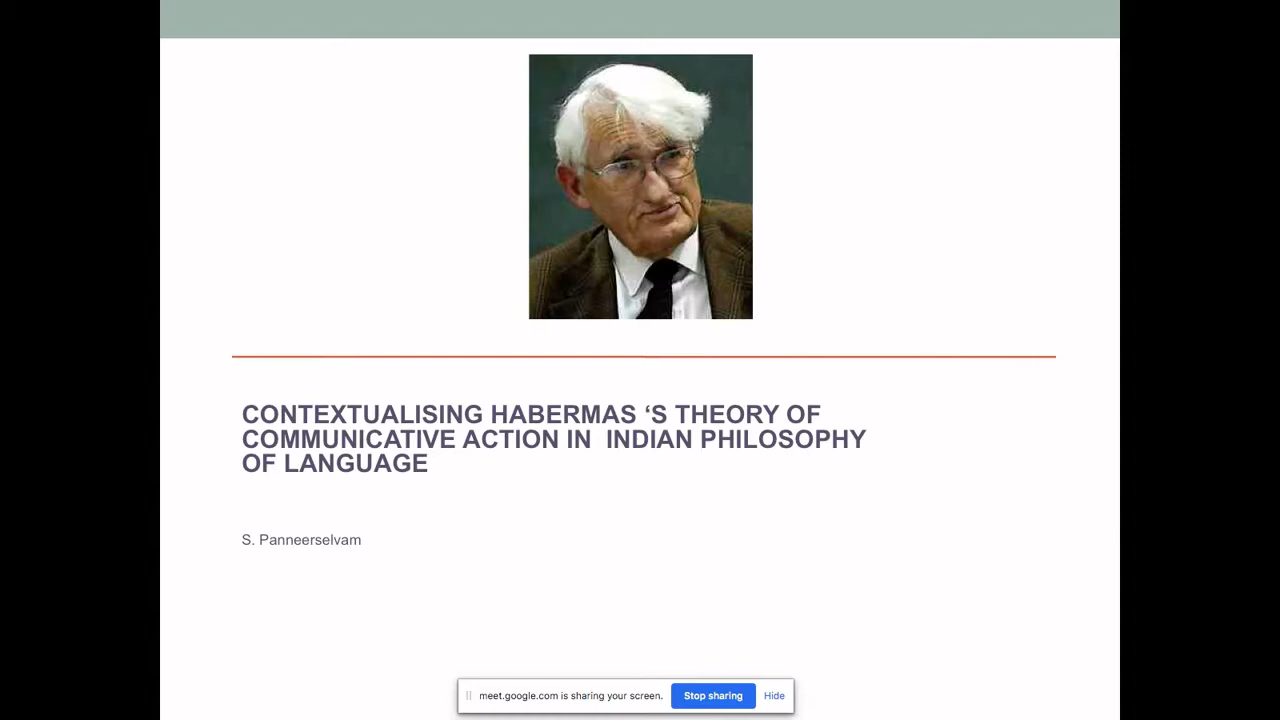 CONTEXTUALISING HABERMAS ‘S THEORY OF
COMMUNICATIVE ACTION IN  INDIAN PHILOSOPHY
OF LANGUAGE
S. Panneerselvam
meet.google.com is sharing your screen. Stop sharing Hide